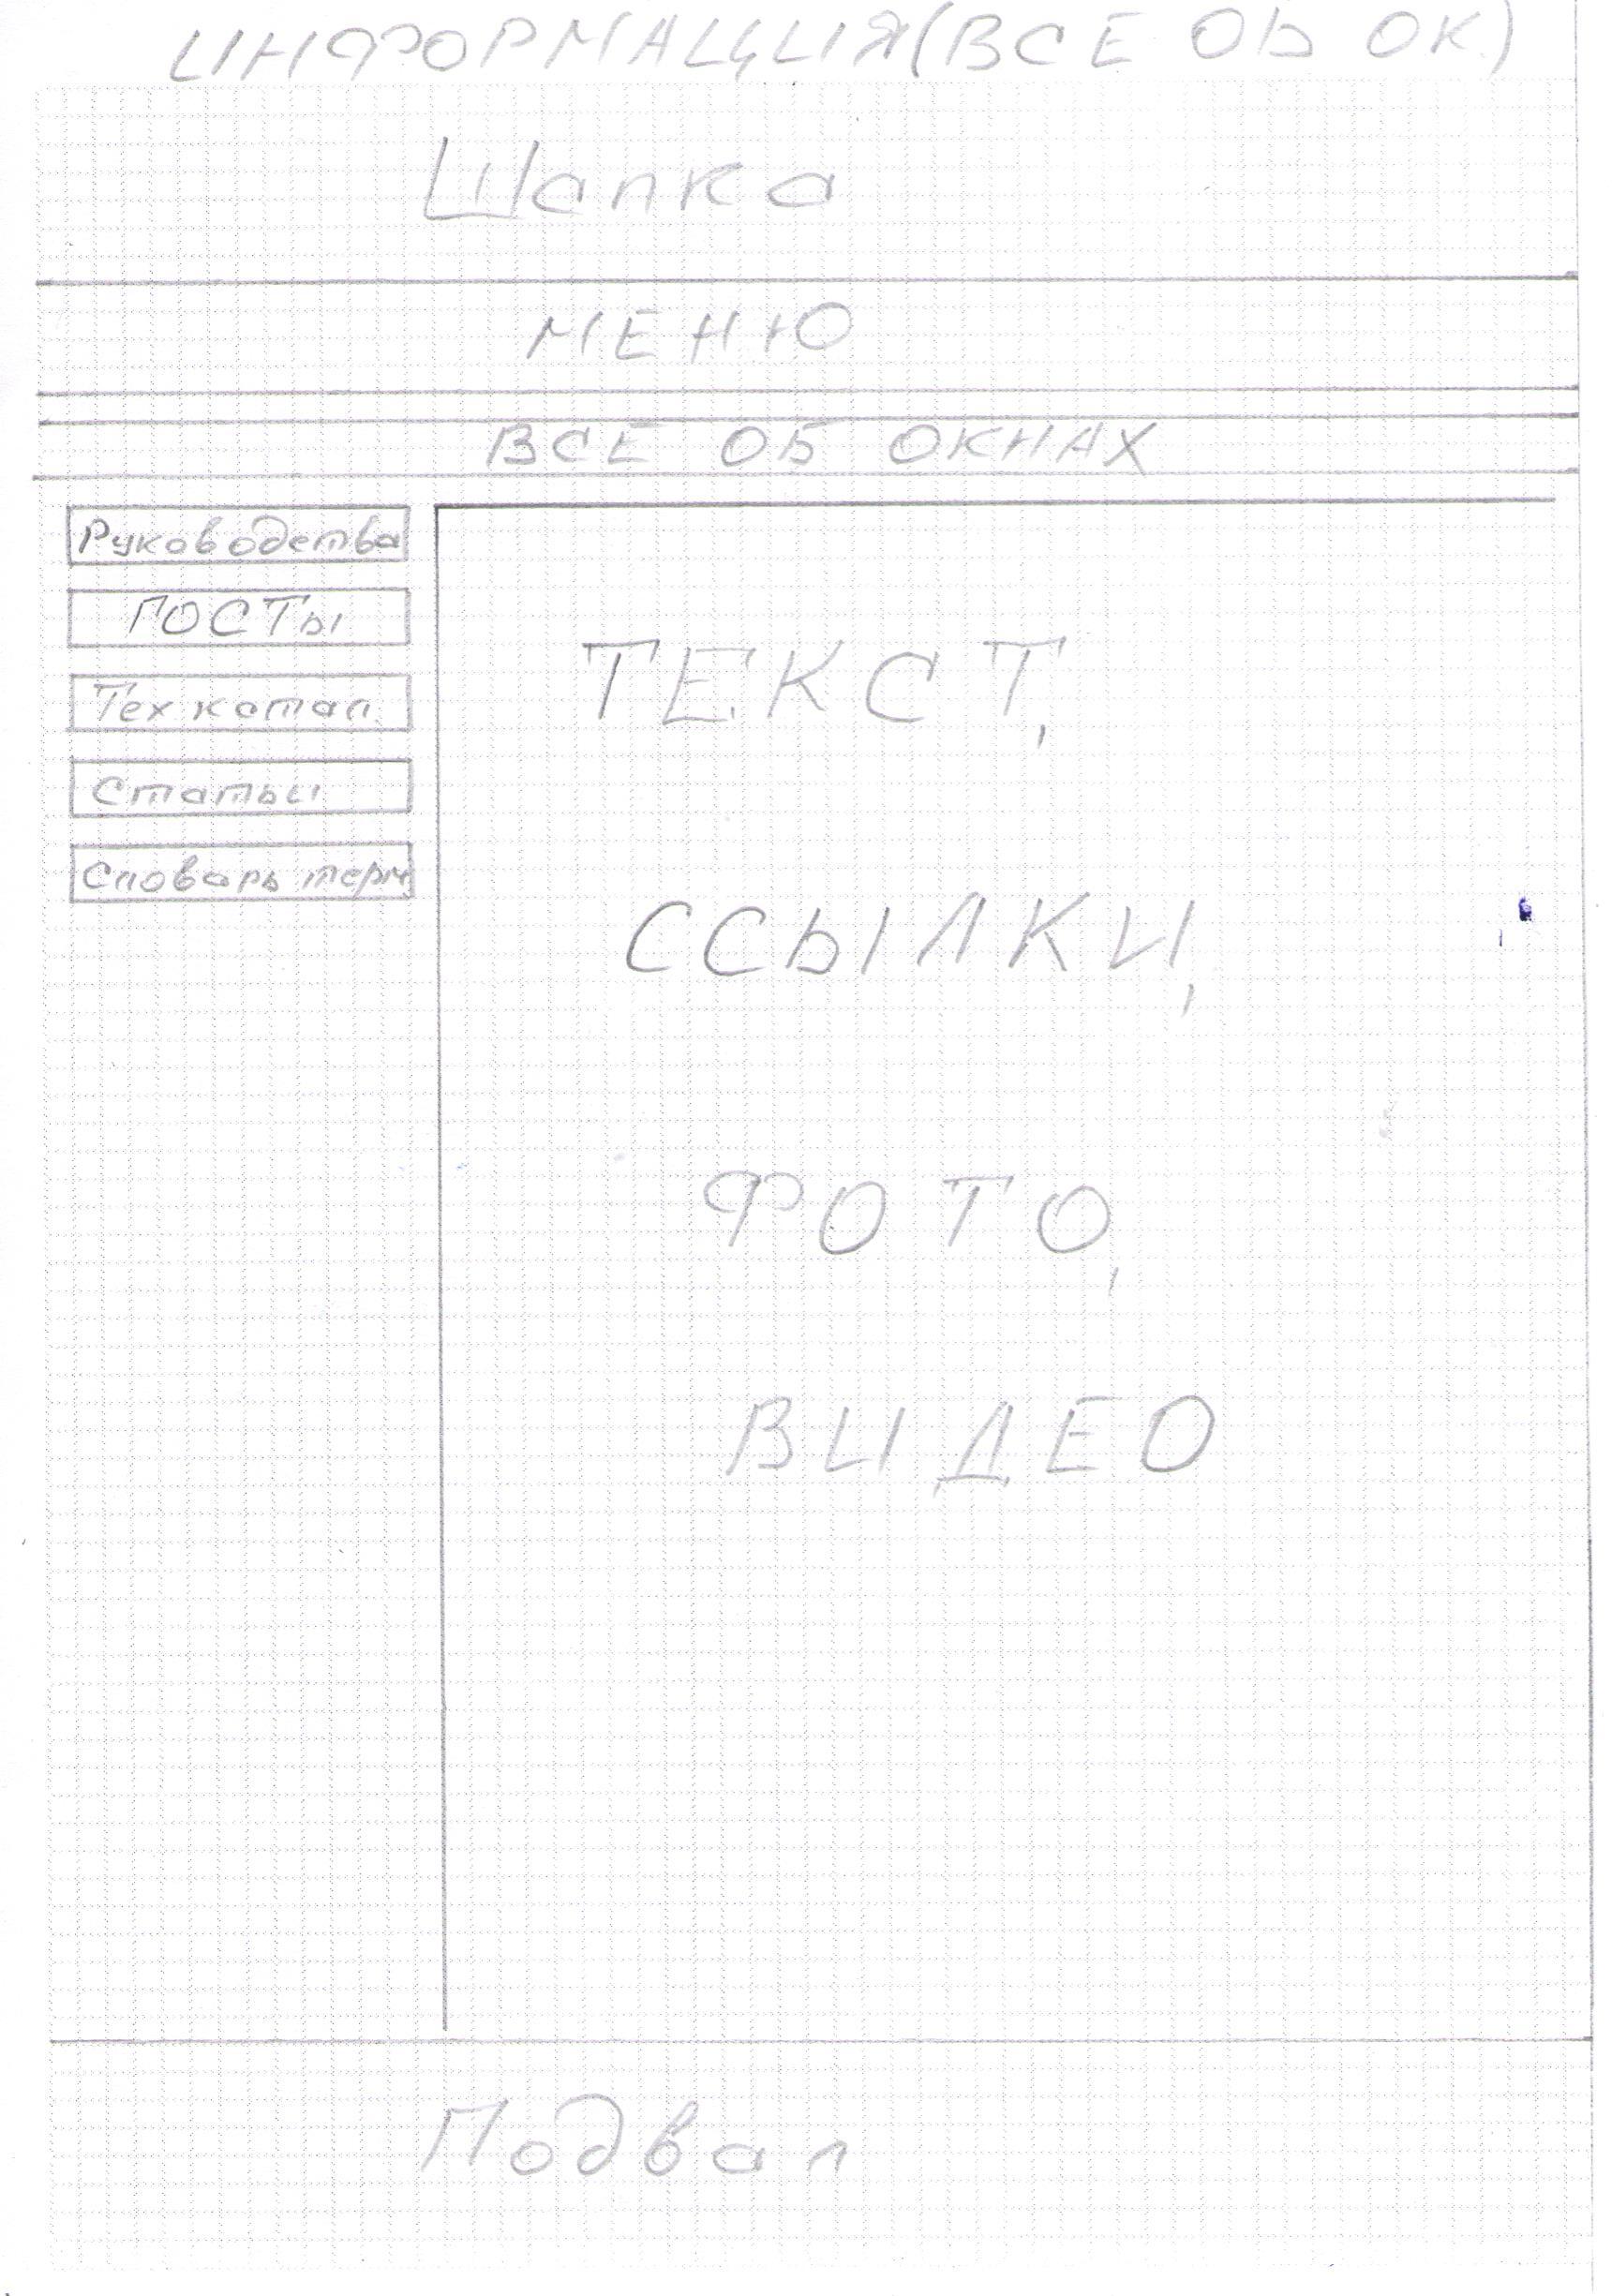 ИНФОРМАЦИЯ(ВСЕ ОБ ОК)
Шапка
МЕНЮ
ВСЕ ОБ ОКНАХ
Руководства
ГОСТы
Тех катал.
Статьи
Словарь терм.
ТЕКСТ,
ССЫЛКИ,
ФОТО,
ВИДЕО
Подвал